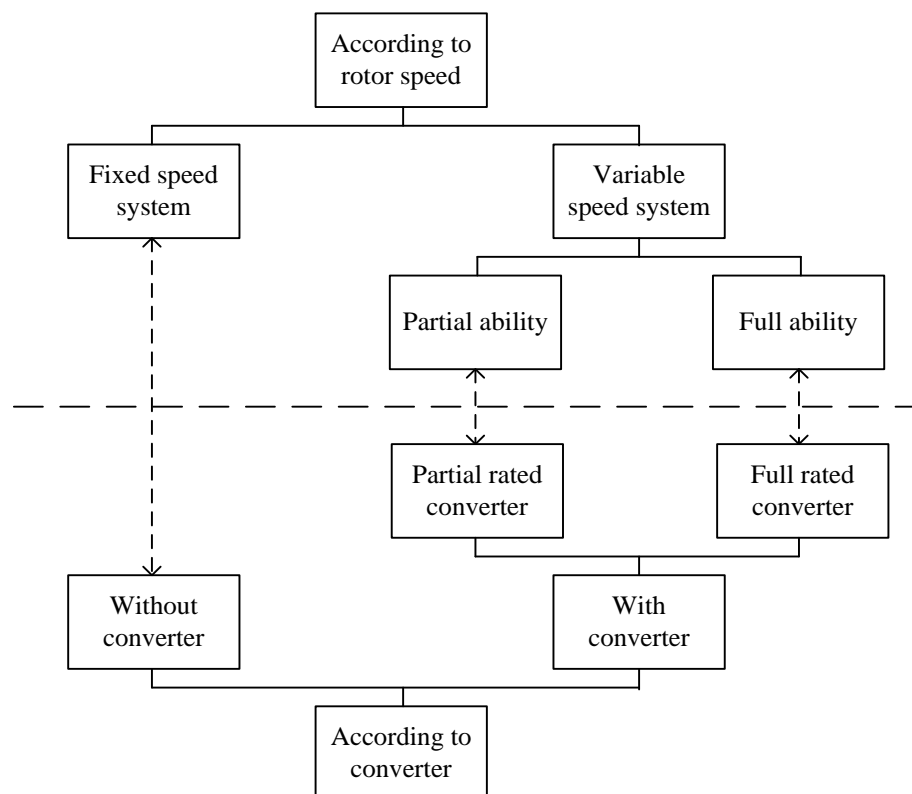 According to
rotor speed
Fixed speed
system
Variable
speed system
Partial ability
Full ability
Partial rated
converter
Full rated
converter
Without
converter
With
converter
According to
converter